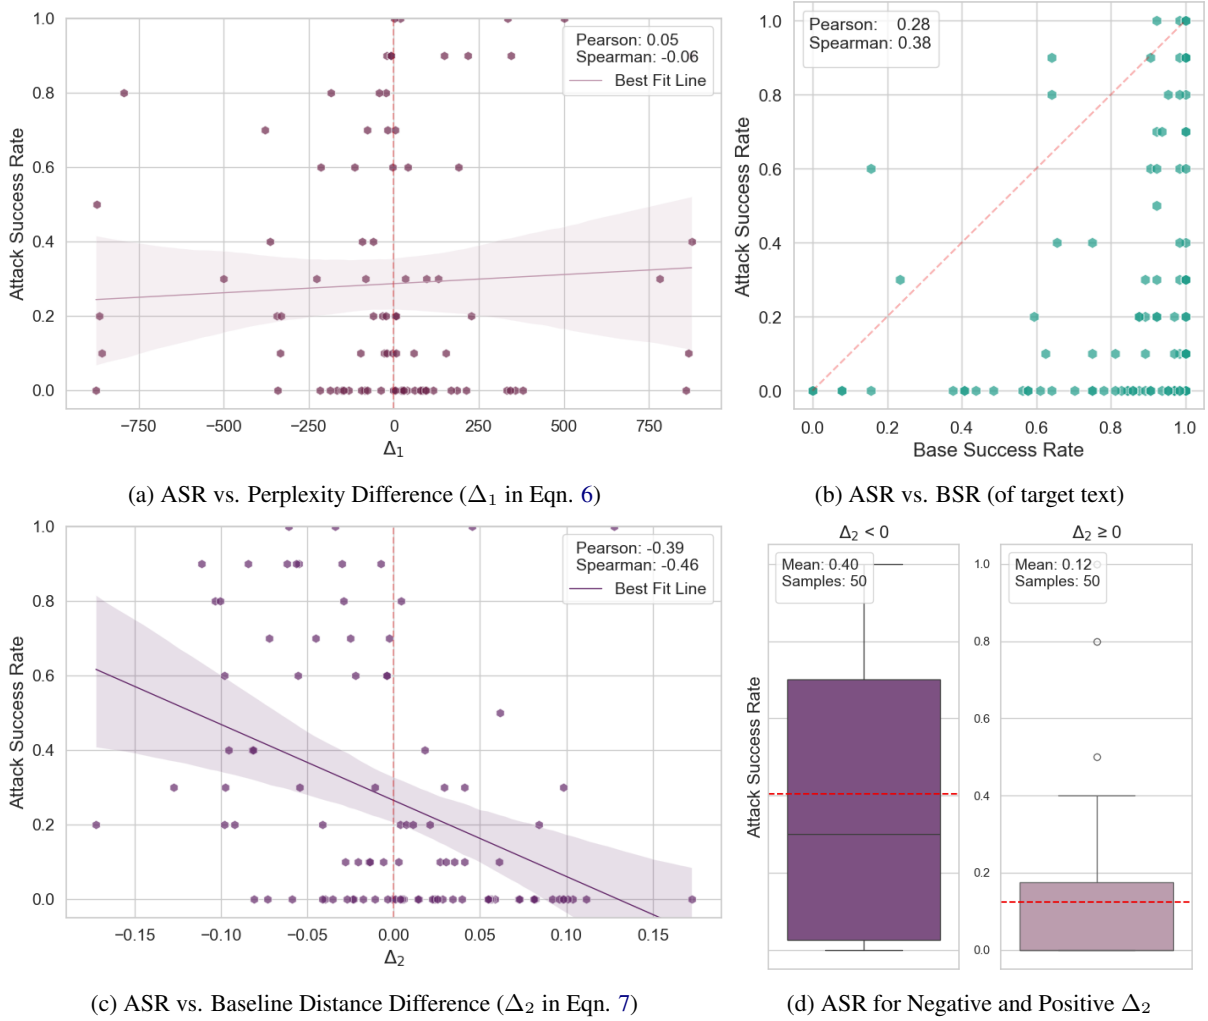 Pearson: 0.05
Spearman: -0.06
Best Fit Line
Attack Success Rate
1.0
0.8
0.6
0.4
0.2
0.0
−750
−500
−250
0
250
500
750
Δ1
(a) ASR vs. Perplexity Difference (Δ1 in Eqn. 6)
Pearson: 0.28
Spearman: 0.38
Attack Success Rate
1.0
0.8
0.6
0.4
0.2
0.0
0.0
0.2
0.4
0.6
0.8
1.0
Base Success Rate
(b) ASR vs. BSR (of target text)
Pearson: -0.39
Spearman: -0.46
Best Fit Line
Attack Success Rate
1.0
0.8
0.6
0.4
0.2
0.0
−0.15
−0.10
−0.05
0.00
0.05
0.10
0.15
Δ2
(c) ASR vs. Baseline Distance Difference (Δ2 in Eqn. 7)
Δ2 < 0
Mean: 0.40
Samples: 50
Attack Success Rate
Δ2 ≥ 0
Mean: 0.12
Samples: 50
1.0
0.8
0.6
0.4
0.2
0.0
(d) ASR for Negative and Positive Δ2